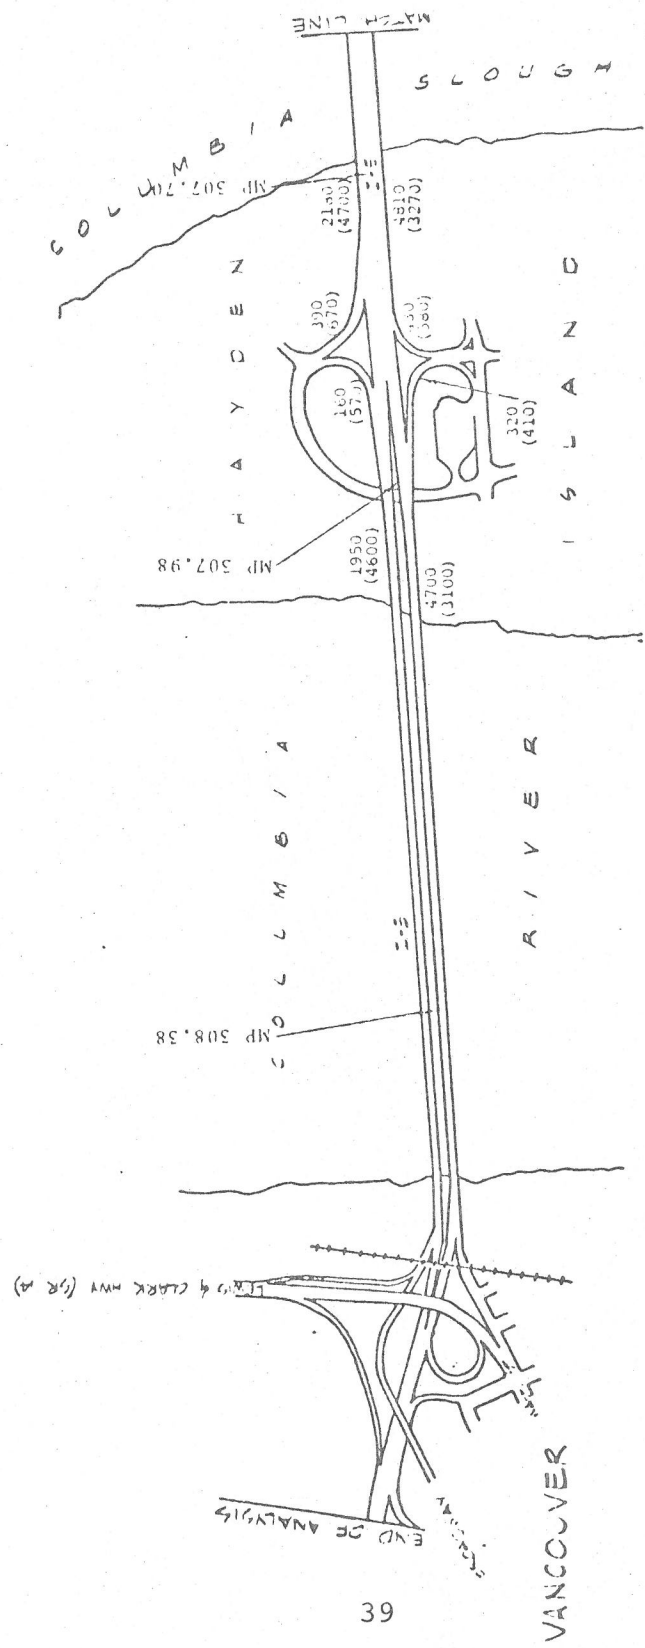 MATCH LINE
COLUMBIA
SLOUGH
MP 307.70
I-5
2180
(4700)
4810
(3270)
HAYDEN
ISLAND
390
(670)
(580)
160
320
(410)
MP 307.98
1950
(4600)
4700
(3100)
COLUMBIA
RIVER
I-5
MP 308.38
LEWIS & CLARK HWY (SR
END OF ANALYSIS
VANCOUVER
39